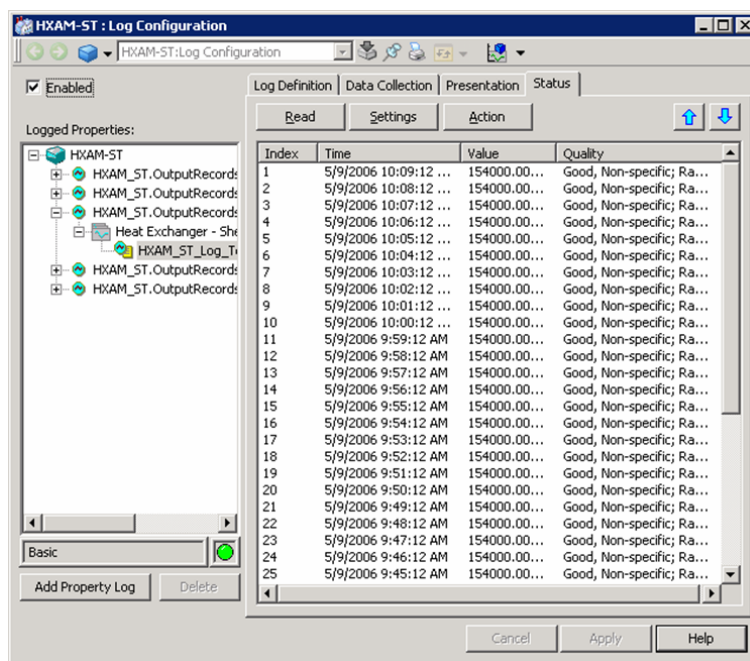 HXAM-ST : Log Configuration
HXAM-ST:Log Configuration
Enabled
Logged Properties:
HXAM-ST
HXAM_ST.OutputRecords
HXAM_ST.OutputRecords
HXAM_ST.OutputRecords
Heat Exchanger - She
HXAM_ST_Log_T
HXAM_ST.OutputRecords
HXAM_ST.OutputRecords
Basic
Add Property Log Delete
Log Definition Data Collection Presentation Status
Read Settings Action
Index Time Value Quality
1 5/9/2006 10:09:12 ... 154000.00... Good, Non-specific; Ra...
2 5/9/2006 10:08:12 ... 154000.00... Good, Non-specific; Ra...
3 5/9/2006 10:07:12 ... 154000.00... Good, Non-specific; Ra...
4 5/9/2006 10:06:12 ... 154000.00... Good, Non-specific; Ra...
5 5/9/2006 10:05:12 ... 154000.00... Good, Non-specific; Ra...
6 5/9/2006 10:04:12 ... 154000.00... Good, Non-specific; Ra...
7 5/9/2006 10:03:12 ... 154000.00... Good, Non-specific; Ra...
8 5/9/2006 10:02:12 ... 154000.00... Good, Non-specific; Ra...
9 5/9/2006 10:01:12 ... 154000.00... Good, Non-specific; Ra...
10 5/9/2006 10:00:12 ... 154000.00... Good, Non-specific; Ra...
11 5/9/2006 9:59:12 AM 154000.00... Good, Non-specific; Ra...
12 5/9/2006 9:58:12 AM 154000.00... Good, Non-specific; Ra...
13 5/9/2006 9:57:12 AM 154000.00... Good, Non-specific; Ra...
14 5/9/2006 9:56:12 AM 154000.00... Good, Non-specific; Ra...
15 5/9/2006 9:55:12 AM 154000.00... Good, Non-specific; Ra...
16 5/9/2006 9:54:12 AM 154000.00... Good, Non-specific; Ra...
17 5/9/2006 9:53:12 AM 154000.00... Good, Non-specific; Ra...
18 5/9/2006 9:52:12 AM 154000.00... Good, Non-specific; Ra...
19 5/9/2006 9:51:12 AM 154000.00... Good, Non-specific; Ra...
20 5/9/2006 9:50:12 AM 154000.00... Good, Non-specific; Ra...
21 5/9/2006 9:49:12 AM 154000.00... Good, Non-specific; Ra...
22 5/9/2006 9:48:12 AM 154000.00... Good, Non-specific; Ra...
23 5/9/2006 9:47:12 AM 154000.00... Good, Non-specific; Ra...
24 5/9/2006 9:46:12 AM 154000.00... Good, Non-specific; Ra...
25 5/9/2006 9:45:12 AM 154000.00... Good, Non-specific; Ra...
Cancel Apply Help